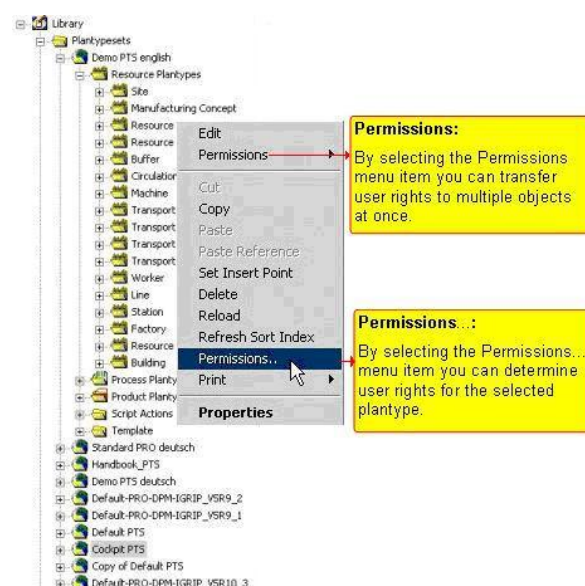 Library
Plantypesets
Demo PTS english
Resource Plantypes
Site
Manufacturing Concept
Resource
Resource
Buffer
Circulation
Machine
Transport
Transport
Transport
Transport
Worker
Line
Station
Factory
Resource
Building
Process Planty
Product Planty
Script Actions
Template
Standard PRO deutsch
Handbook_PTS
Demo PTS deutsch
Default-PRO-DPM-IGRIP_V5R9_2
Default-PRO-DPM-IGRIP_V5R9_1
Default PTS
Cockpit PTS
Copy of Default PTS
Default-PRO-DPM-IGRIP_V5R10_3
Edit
Permissions
Cut
Copy
Paste
Paste Reference
Set Insert Point
Delete
Reload
Refresh Sort Index
Permissions..
Print
Properties
Permissions:
By selecting the Permissions
menu item you can transfer
user rights to multiple objects
at once.
Permissions...:
By selecting the Permissions...
menu item you can determine
user rights for the selected
plantype.